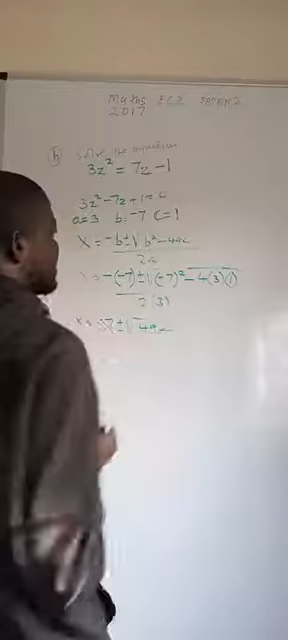 Maths ECZ PAPER 2
2017
(b) Solve the equation
3z² = 7z - 1
3z² - 7z + 1 = 0
a = 3 b = -7 c = 1
x = -b ± √b² - 4ac
2a
x = -(-7) ± √(-7)² - 4(3)(1)
2(3)